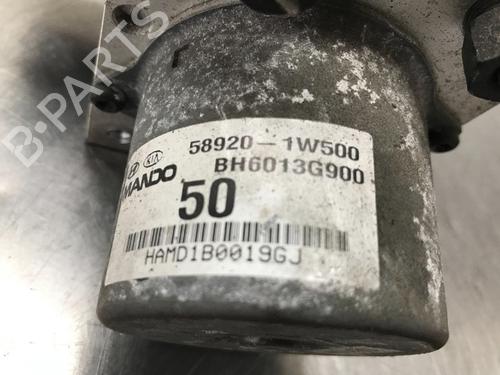 58920-1W500
KIA
BH6013G900
MANDO
50
HAMD1B0019GJ
B-PARTS